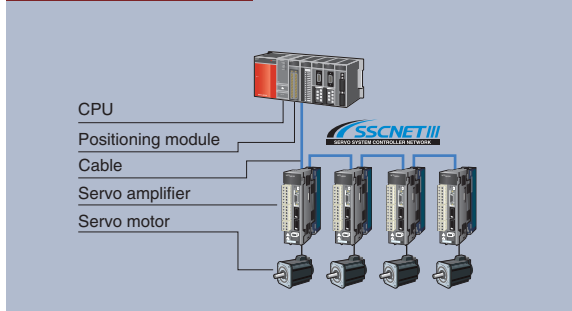 CPU
Positioning module
SSCNETIII
SERVO SYSTEM CONTROLLER NETWORK
Cable
Servo amplifier
Servo motor